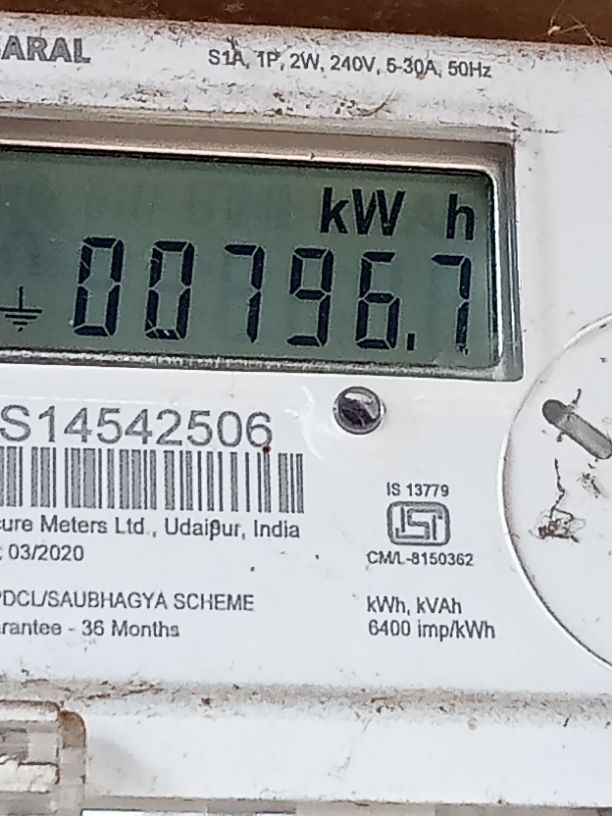 SARAL
S1A, 1P, 2W, 240V, 5-30A, 50Hz
kW h
00796.7
S14542506
IS 13779
cure Meters Ltd., Udaipur, India
03/2020
CM/L-8150362
PDCL/SAUBHAGYA SCHEME
kWh, kVAh
rantee - 36 Months
6400 imp/kWh